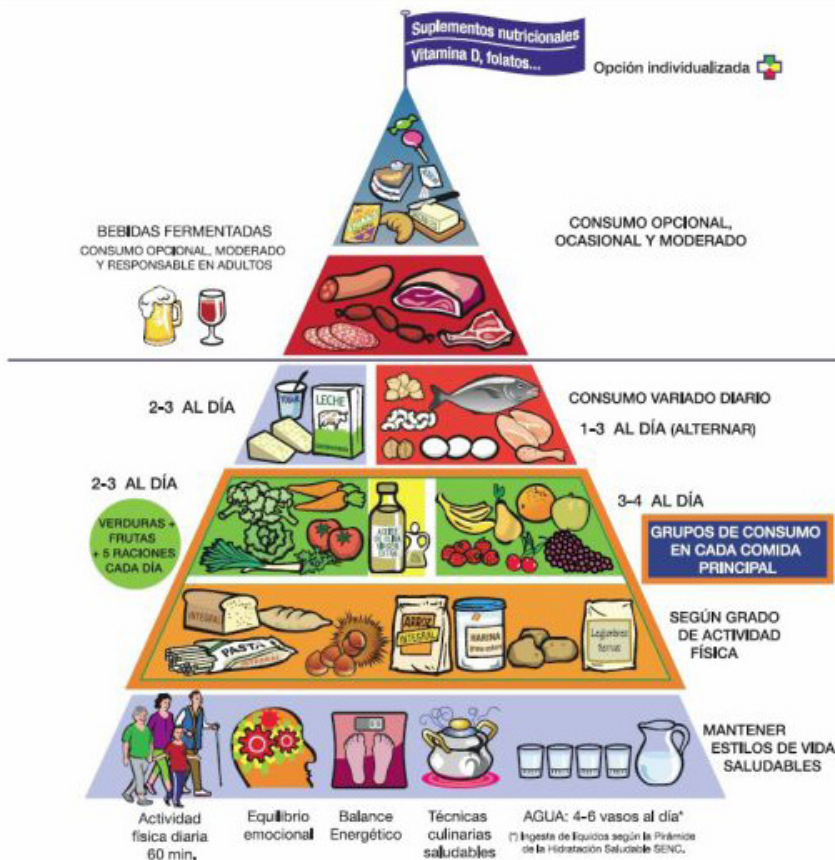 Suplementos nutricionales
Vitamina D, folatos...
Opción individualizada
BEBIDAS FERMENTADAS
CONSUMO OPCIONAL, MODERADO
Y RESPONSABLE EN ADULTOS
CONSUMO OPCIONAL,
OCASIONAL Y MODERADO
2-3 AL DÍA
YOGUR
LECHE
CONSUMO VARIADO DIARIO
1-3 AL DÍA (ALTERNAR)
2-3 AL DÍA
VERDURAS +
FRUTAS
+ 5 RACIONES
CADA DÍA
ACEITE
DE OLIVA
VIRGEN
EXTRA
3-4 AL DÍA
GRUPOS DE CONSUMO
EN CADA COMIDA
PRINCIPAL
INTEGRAL
PASTA
INTEGRAL
ARROZ
INTEGRAL
HARINA
Legumbres
tiernas
SEGÚN GRADO
DE ACTIVIDAD
FÍSICA
MANTENER
ESTILOS DE VIDA
SALUDABLES
Actividad
física diaria
60 min.
Equilibrio
emocional
Balance
Energético
Técnicas
culinarias
saludables
AGUA: 4-6 vasos al día*
(*) Ingesta de líquidos según la Pirámide
de la Hidratación Saludable SENC.